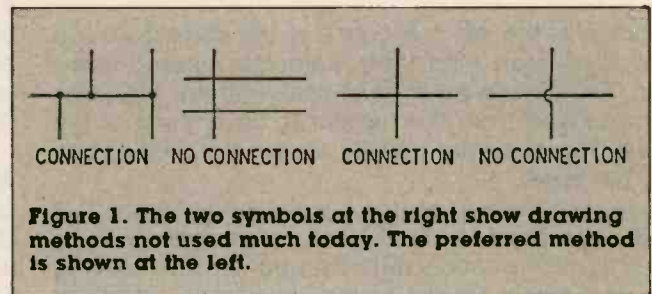 CONNECTION NO CONNECTION CONNECTION NO CONNECTION
Figure 1. The two symbols at the right show drawing
methods not used much today. The preferred method
is shown at the left.